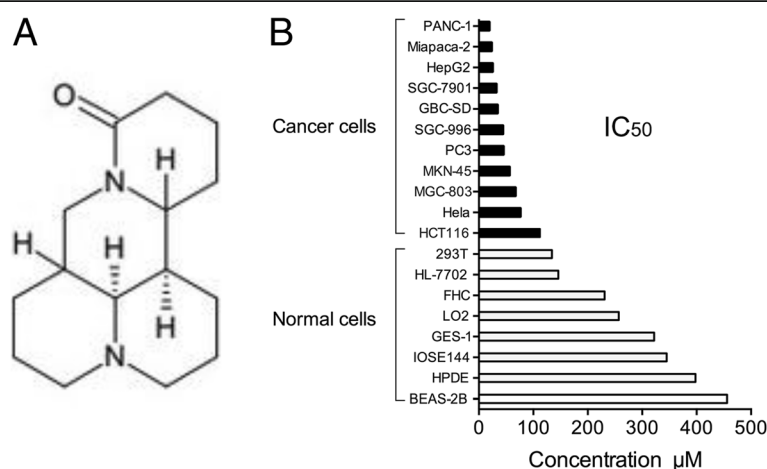 A
O
H
N
H
H
H
N
B
PANC-1
Miapaca-2
HepG2
SGC-7901
GBC-SD
SGC-996
PC3
MKN-45
MGC-803
Hela
HCT116
Cancer cells
IC50
293T
HL-7702
FHC
LO2
GES-1
IOSE144
HPDE
BEAS-2B
Normal cells
0 100 200 300 400 500
Concentration μM